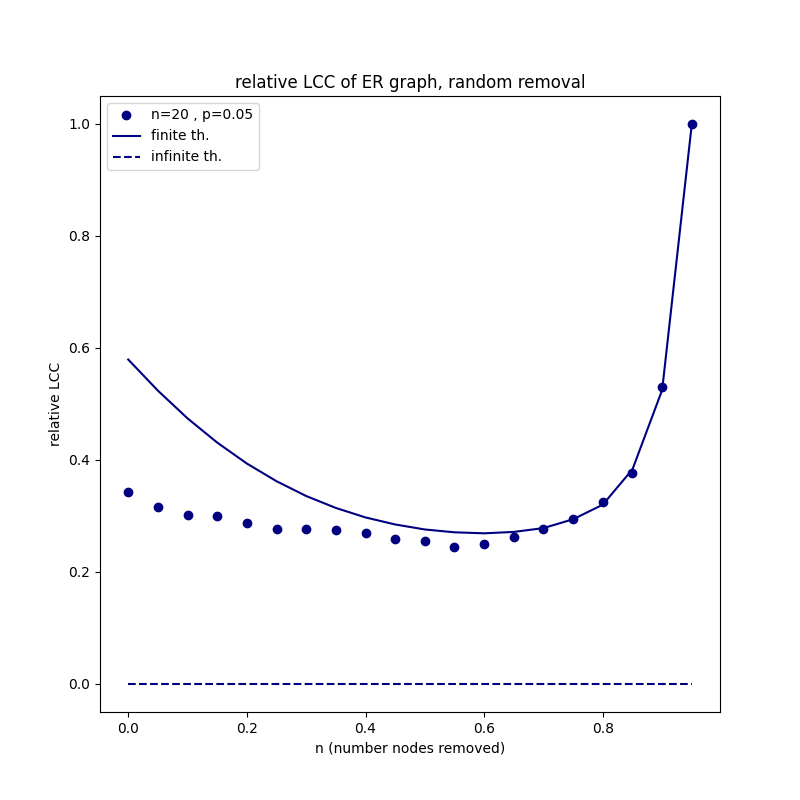 relative LCC of ER graph, random removal
n=20 , p=0.05
finite th.
infinite th.
1.0
0.8
0.6
0.4
0.2
0.0
relative LCC
0.0 0.2 0.4 0.6 0.8
n (number nodes removed)